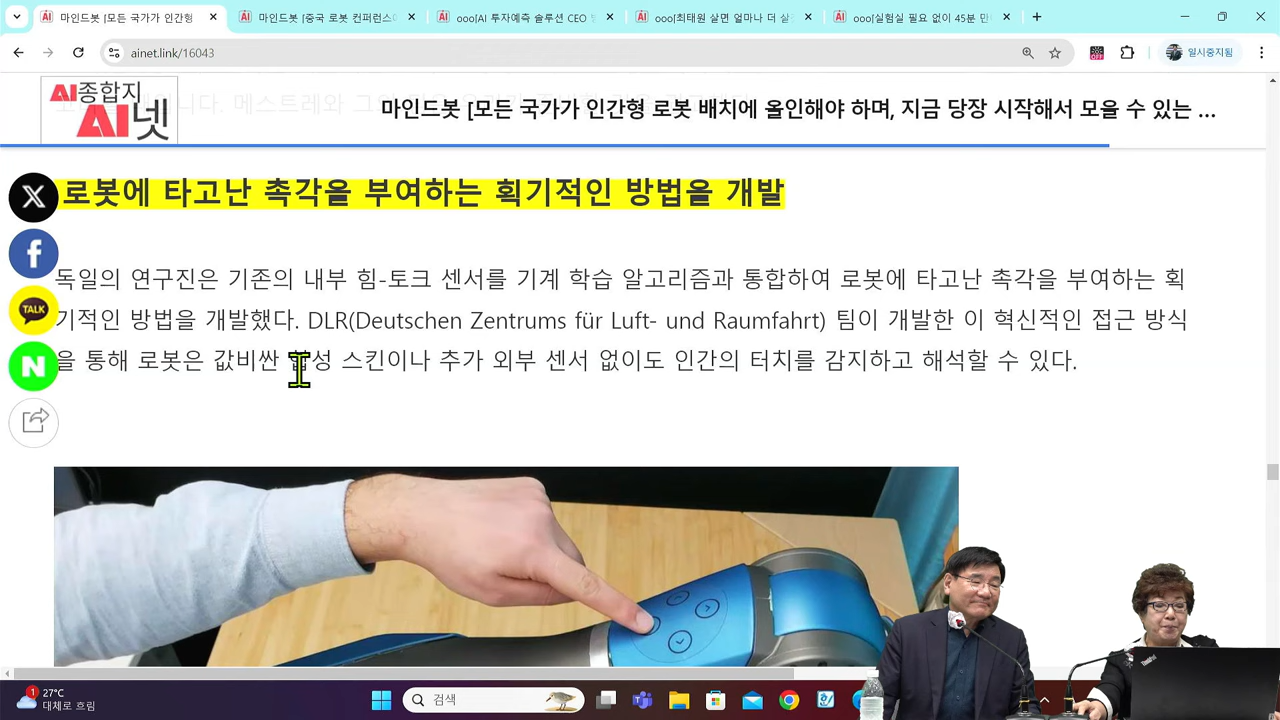 마인드봇 [모든 국가가 인간형
마인드봇 [중국 로봇 컨퍼런스에
ooo[AI 투자예측 솔루션 CEO
ooo[최태웅 살면 얼마나 더 살
ooo[실험실 필요 없이 45분 만
ainet.link/16043
일시중지됨
AI종합지
AI넷
마인드봇 [모든 국가가 인간형 로봇 배치에 올인해야 하며, 지금 당장 시작해서 모을 수 있는 ...
로봇에 타고난 촉각을 부여하는 획기적인 방법을 개발
독일의 연구진은 기존의 내부 힘-토크 센서를 기계 학습 알고리즘과 통합하여 로봇에 타고난 촉각을 부여하는 획
기적인 방법을 개발했다. DLR(Deutschen Zentrums für Luft- und Raumfahrt) 팀이 개발한 이 혁신적인 접근 방식
을 통해 로봇은 값비싼 합성 스킨이나 추가 외부 센서 없이도 인간의 터치를 감지하고 해석할 수 있다.
TALK
N
ThinkPad
1
27°C
대체로 흐림
검색